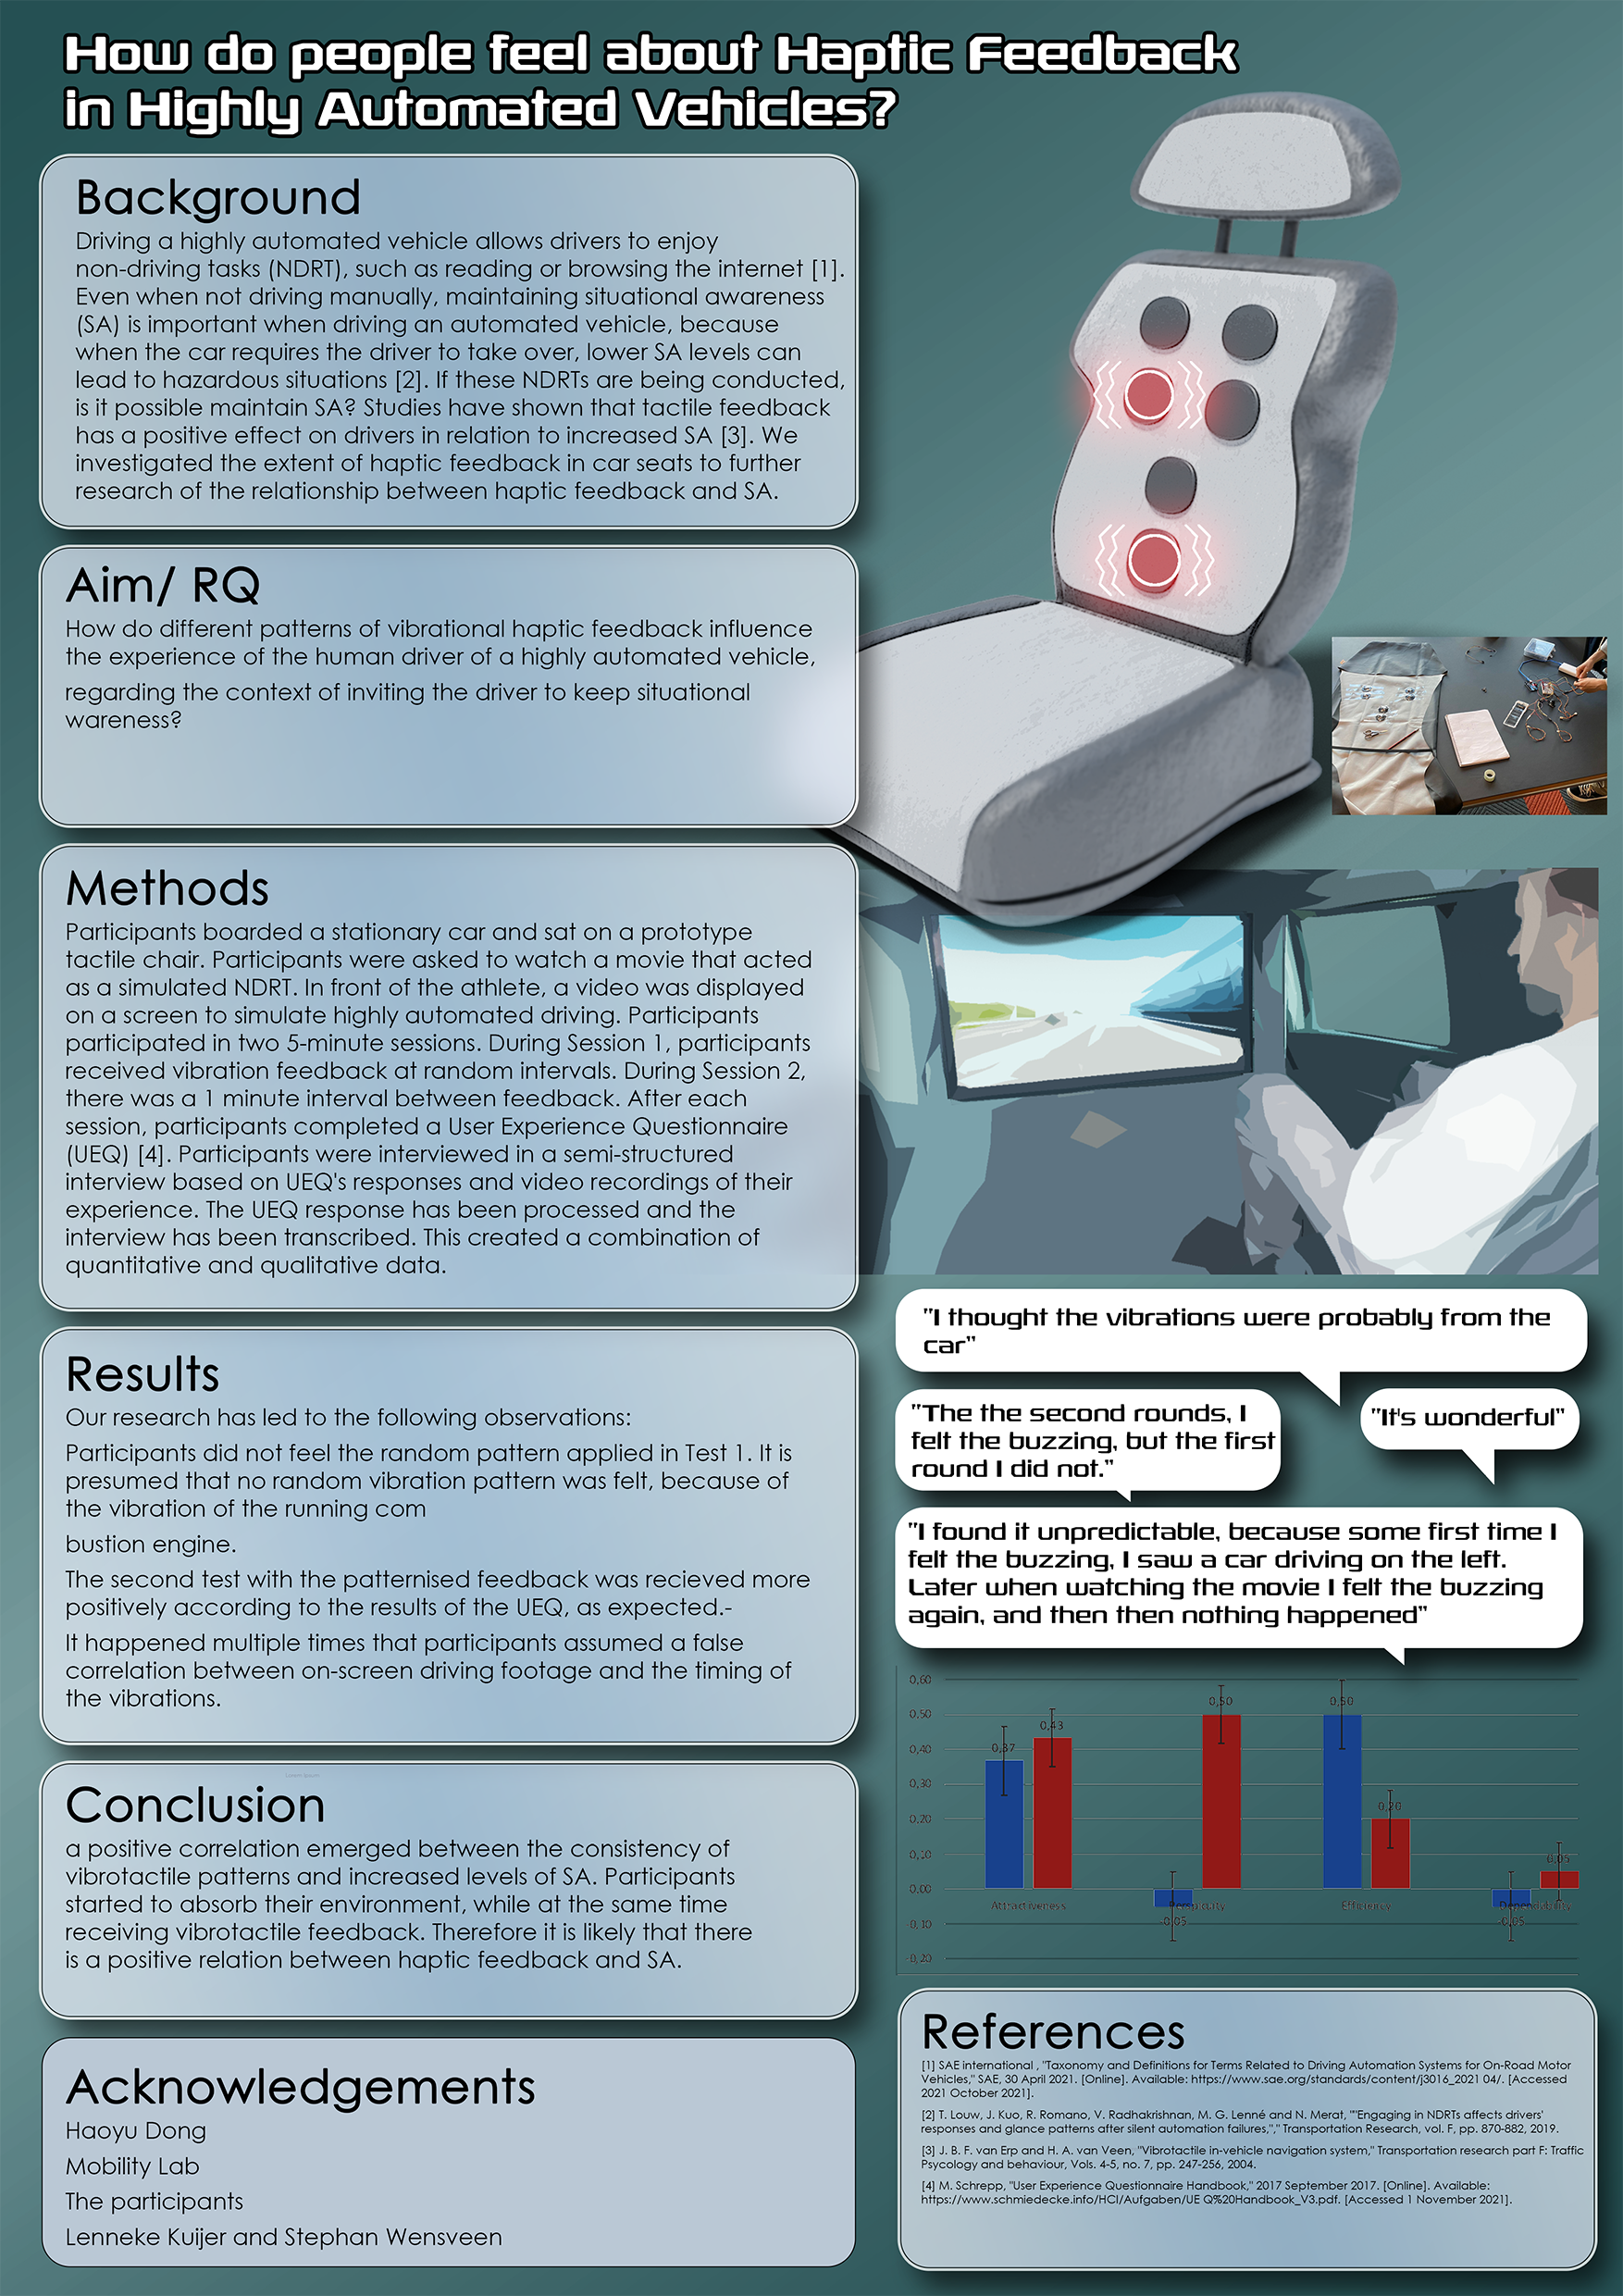 How do people feel about Haptic Feedback
in Highly Automated Vehicles?
Background
Driving a highly automated vehicle allows drivers to enjoy
non-driving tasks (NDRT), such as reading or browsing the internet [1].
Even when not driving manually, maintaining situational awareness
(SA) is important when driving an automated vehicle, because
when the car requires the driver to take over, lower SA levels can
lead to hazardous situations [2]. If these NDRTs are being conducted,
is it possible maintain SA? Studies have shown that tactile feedback
has a positive effect on drivers in relation to increased SA [3]. We
investigated the extent of haptic feedback in car seats to further
research of the relationship between haptic feedback and SA.
Aim/ RQ
How do different patterns of vibrational haptic feedback influence
the experience of the human driver of a highly automated vehicle,
regarding the context of inviting the driver to keep situational
wareness?
Methods
Participants boarded a stationary car and sat on a prototype
tactile chair. Participants were asked to watch a movie that acted
as a simulated NDRT. In front of the athlete, a video was displayed
on a screen to simulate highly automated driving. Participants
participated in two 5-minute sessions. During Session 1, participants
received vibration feedback at random intervals. During Session 2,
there was a 1 minute interval between feedback. After each
session, participants completed a User Experience Questionnaire
(UEQ) [4]. Participants were interviewed in a semi-structured
interview based on UEQ's responses and video recordings of their
experience. The UEQ response has been processed and the
interview has been transcribed. This created a combination of
quantitative and qualitative data.
Results
Our research has led to the following observations:
Participants did not feel the random pattern applied in Test 1. It is
presumed that no random vibration pattern was felt, because of
the vibration of the running com
bustion engine.
The second test with the patternised feedback was recieved more
positively according to the results of the UEQ, as expected.-
It happened multiple times that participants assumed a false
correlation between on-screen driving footage and the timing of
the vibrations.
Lorem ipsum
Conclusion
a positive correlation emerged between the consistency of
vibrotactile patterns and increased levels of SA. Participants
started to absorb their environment, while at the same time
receiving vibrotactile feedback. Therefore it is likely that there
is a positive relation between haptic feedback and SA.
Acknowledgements
Haoyu Dong
Mobility Lab
The participants
Lenneke Kuijer and Stephan Wensveen
"I thought the vibrations were probably from the
car"
"The the second rounds, I
felt the buzzing, but the first
round I did not."
"It's wonderful"
"I found it unpredictable, because some first time I
felt the buzzing, I saw a car driving on the left.
Later when watching the movie I felt the buzzing
again, and then then nothing happened"
0,60
0,50
0,40
0,30
0,20
0,10
0,00
-0,10
-0,20
0,37
0,43
-0,05
0,50
0,50
0,20
-0,05
0,05
Attractiveness
Perspicuity
Efficiency
Dependability
References
[1] SAE international , "Taxonomy and Definitions for Terms Related to Driving Automation Systems for On-Road Motor
Vehicles," SAE, 30 April 2021. [Online]. Available: https://www.sae.org/standards/content/j3016_2021 04/. [Accessed
2021 October 2021].
[2] T. Louw, J. Kuo, R. Romano, V. Radhakrishnan, M. G. Lenné and N. Merat, ""Engaging in NDRTs affects drivers'
responses and glance patterns after silent automation failures,"," Transportation Research, vol. F, pp. 870-882, 2019.
[3] J. B. F. van Erp and H. A. van Veen, "Vibrotactile in-vehicle navigation system," Transportation research part F: Traffic
Psycology and behaviour, Vols. 4-5, no. 7, pp. 247-256, 2004.
[4] M. Schrepp, "User Experience Questionnaire Handbook," 2017 September 2017. [Online]. Available:
https://www.schmiedecke.info/HCI/Aufgaben/UE Q%20Handbook_V3.pdf. [Accessed 1 November 2021].